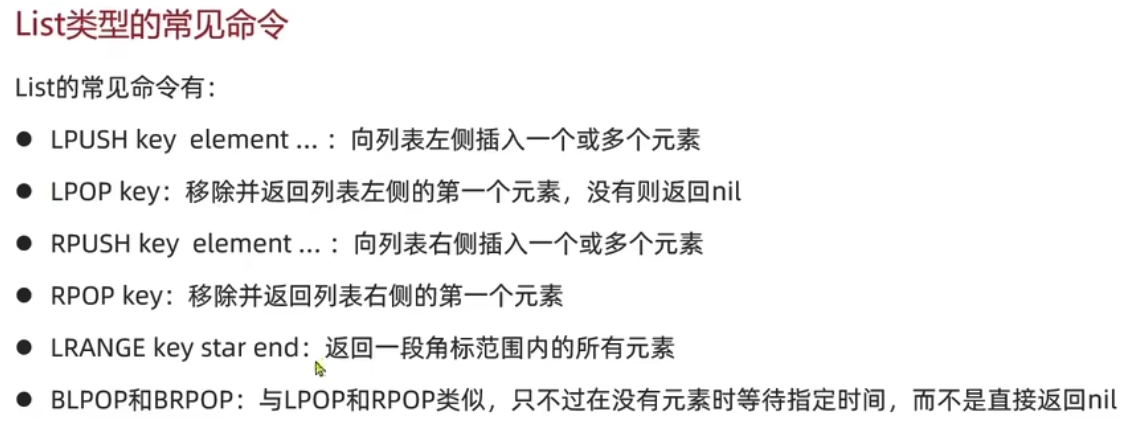 List类型的常见命令
List的常见命令有：
● LPUSH key  element ... ：向列表左侧插入一个或多个元素
● LPOP key：移除并返回列表左侧的第一个元素，没有则返回nil
● RPUSH key  element ... ：向列表右侧插入一个或多个元素
● RPOP key：移除并返回列表右侧的第一个元素
● LRANGE key star end：返回一段角标范围内的所有元素
● BLPOP和BRPOP：与LPOP和RPOP类似，只不过在没有元素时等待指定时间，而不是直接返回nil